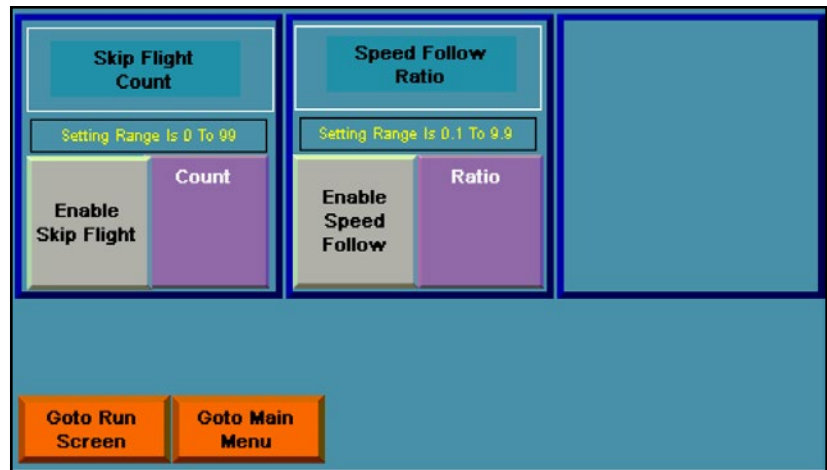 Skip Flight
Count
Setting Range Is 0 To 99
Enable
Skip Flight
Count
Speed Follow
Ratio
Setting Range Is 0.1 To 9.9
Enable
Speed
Follow
Ratio
Goto Run
Screen
Goto Main
Menu